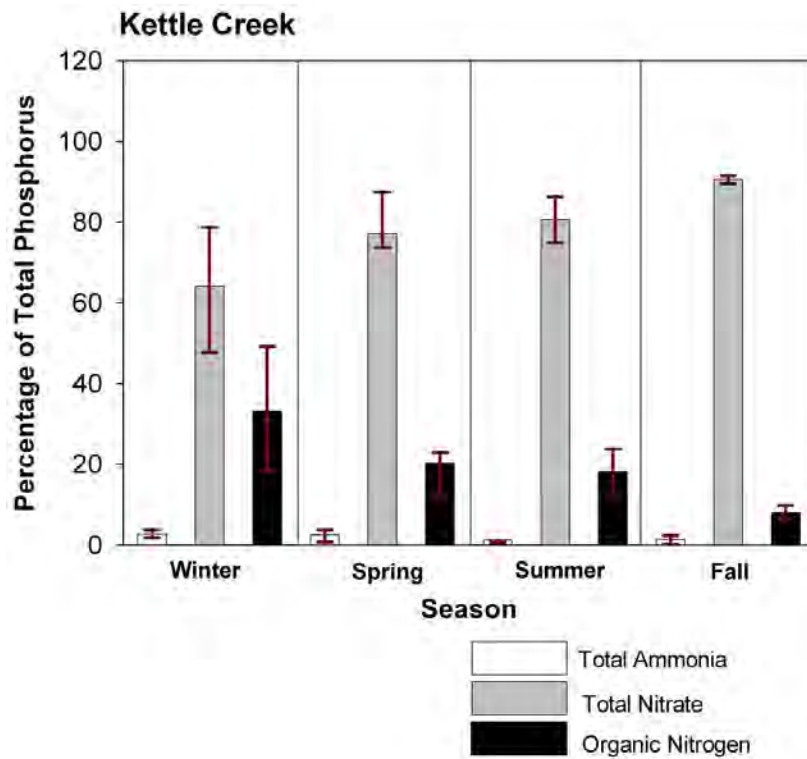 Kettle Creek
Percentage of Total Phosphorus
120
100
80
60
40
20
0
Winter
Spring
Summer
Fall
Season
Total Ammonia
Total Nitrate
Organic Nitrogen